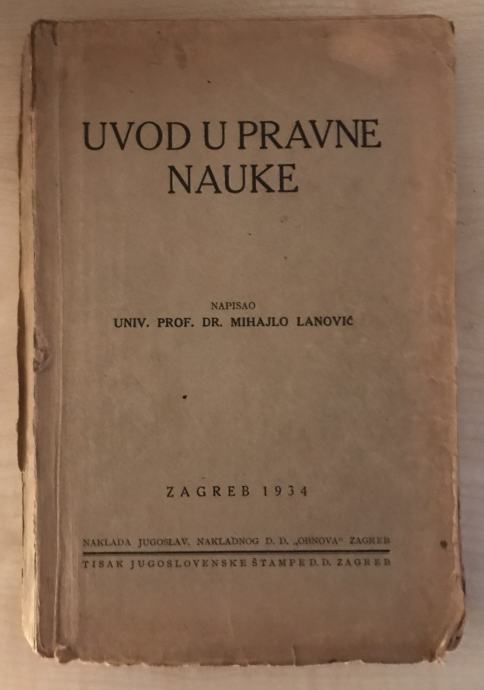 UVOD U PRAVNE
NAUKE
NAPISAO
UNIV. PROF. DR. MIHAJLO LANOVIĆ
ZAGREB 1934
NAKLADA JUGOSLAV. NAKLADNOG D. D. „OBNOVA“ ZAGREB
TISAK JUGOSLOVENSKE ŠTAMPE D.D. ZAGREB